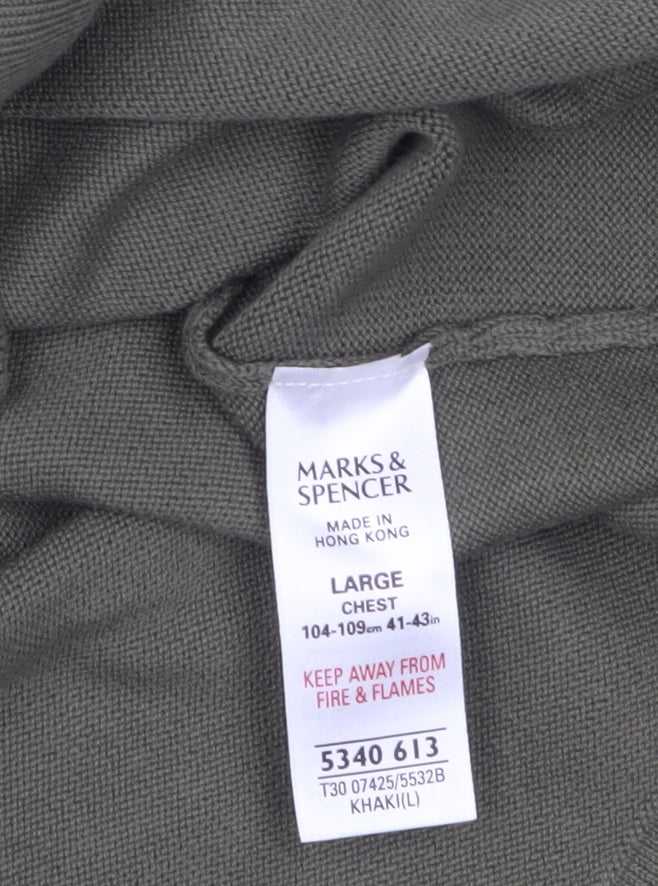 MARKS &
SPENCER
MADE IN
HONG KONG
LARGE
CHEST
104-109cm 41-43in
KEEP AWAY FROM
FIRE & FLAMES
5340 613
T30 07425/5532B
KHAKI(L)